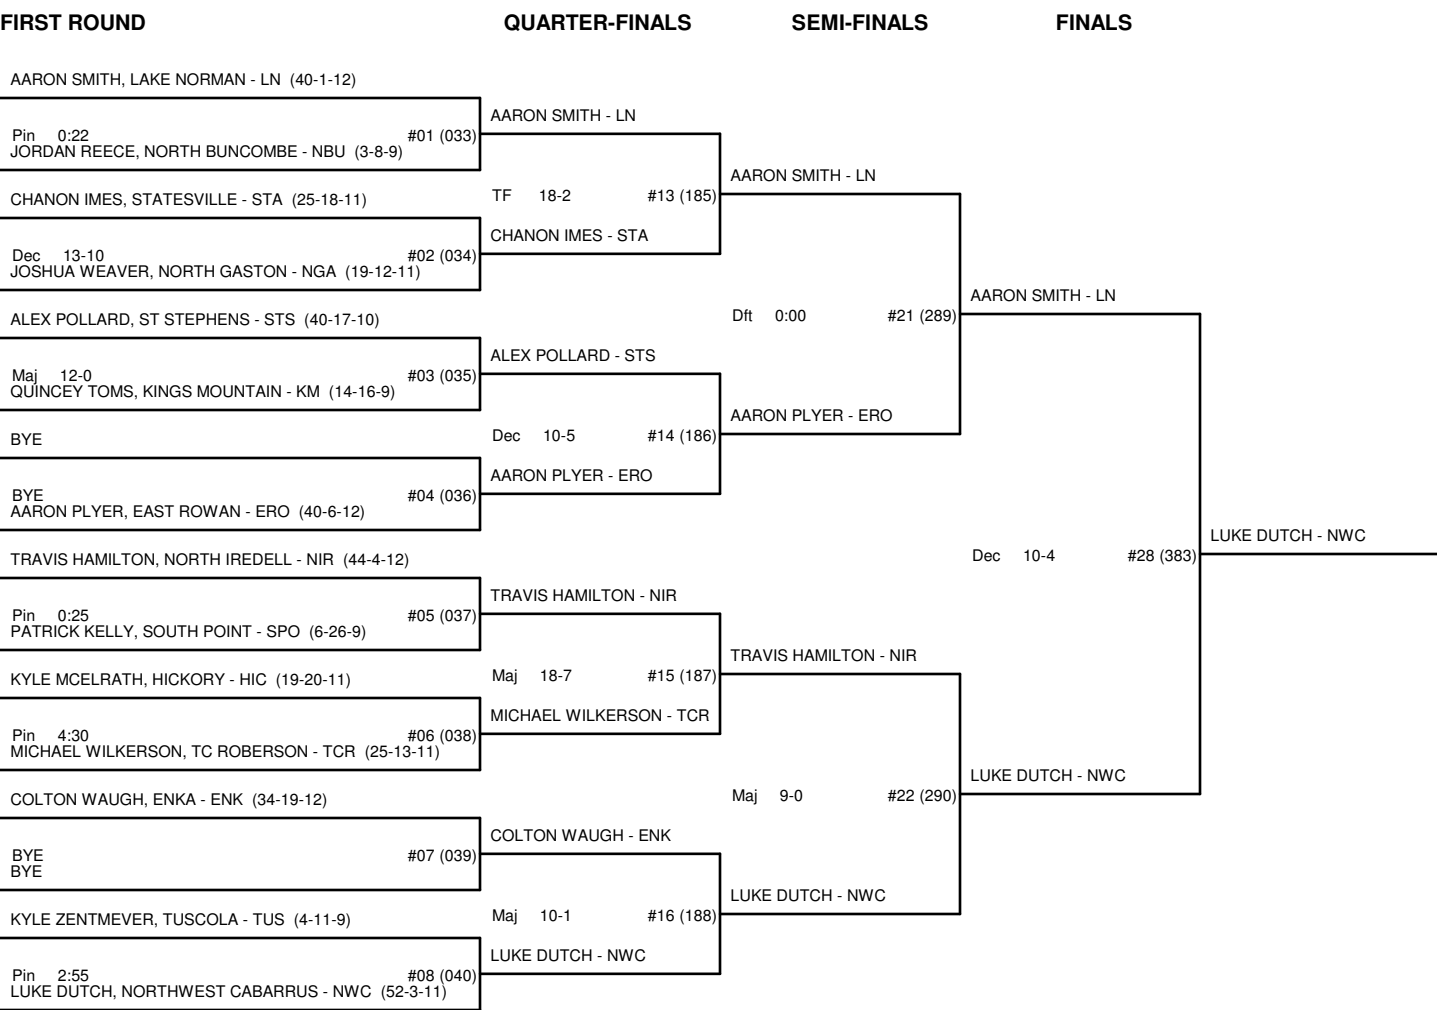 FIRST ROUND QUARTER-FINALS SEMI-FINALS FINALS
AARON SMITH, LAKE NORMAN - LN (40-1-12)
AARON SMITH - LN
Pin 0:22 #01 (033)
JORDAN REECE, NORTH BUNCOMBE - NBU (3-8-9)
AARON SMITH - LN
CHANON IMES, STATESVILLE - STA (25-18-11)
TF 18-2 #13 (185)
CHANON IMES - STA
Dec 13-10 #02 (034)
JOSHUA WEAVER, NORTH GASTON - NGA (19-12-11)
AARON SMITH - LN
ALEX POLLARD, ST STEPHENS - STS (40-17-10)
Dft 0:00 #21 (289)
ALEX POLLARD - STS
Maj 12-0 #03 (035)
QUINCEY TOMS, KINGS MOUNTAIN - KM (14-16-9)
AARON PLYER - ERO
BYE
Dec 10-5 #14 (186)
AARON PLYER - ERO
BYE #04 (036)
AARON PLYER, EAST ROWAN - ERO (40-6-12)
LUKE DUTCH - NWC
TRAVIS HAMILTON, NORTH IREDELL - NIR (44-4-12)
Dec 10-4 #28 (383)
TRAVIS HAMILTON - NIR
Pin 0:25 #05 (037)
PATRICK KELLY, SOUTH POINT - SPO (6-26-9)
TRAVIS HAMILTON - NIR
KYLE MCELRATH, HICKORY - HIC (19-20-11)
Maj 18-7 #15 (187)
MICHAEL WILKERSON - TCR
Pin 4:30 #06 (038)
MICHAEL WILKERSON, TC ROBERSON - TCR (25-13-11)
LUKE DUTCH - NWC
COLTON WAUGH, ENKA - ENK (34-19-12)
Maj 9-0 #22 (290)
COLTON WAUGH - ENK
BYE #07 (039)
BYE
LUKE DUTCH - NWC
KYLE ZENTMEVER, TUSCOLA - TUS (4-11-9)
Maj 10-1 #16 (188)
LUKE DUTCH - NWC
Pin 2:55 #08 (040)
LUKE DUTCH, NORTHWEST CABARRUS - NWC (52-3-11)